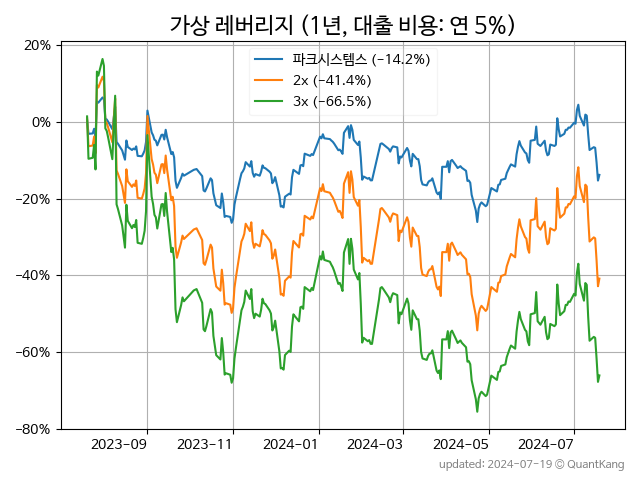 가상 레버리지 (1년, 대출 비용: 연 5%)
파크시스템스 (-14.2%)
2x (-41.4%)
3x (-66.5%)
20%
0%
-20%
-40%
-60%
-80%
2023-09 2023-11 2024-01 2024-03 2024-05 2024-07
updated: 2024-07-19 © QuantKang